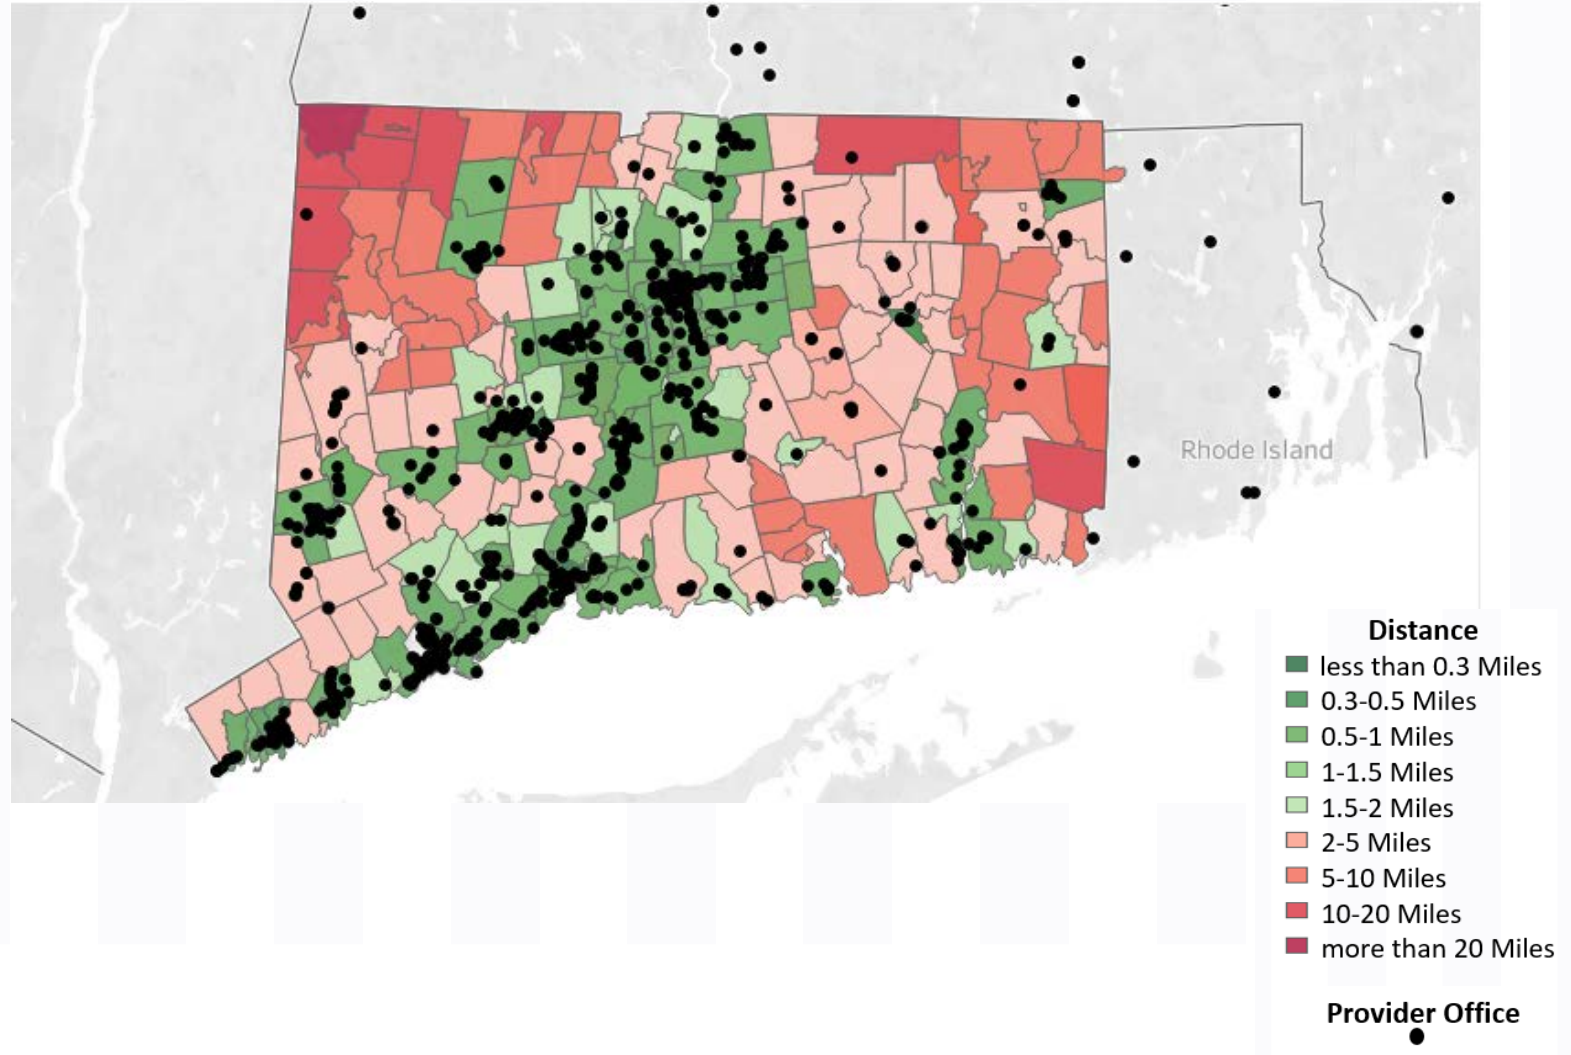 Rhode Island
Distance
less than 0.3 Miles
0.3-0.5 Miles
0.5-1 Miles
1-1.5 Miles
1.5-2 Miles
2-5 Miles
5-10 Miles
10-20 Miles
more than 20 Miles
Provider Office